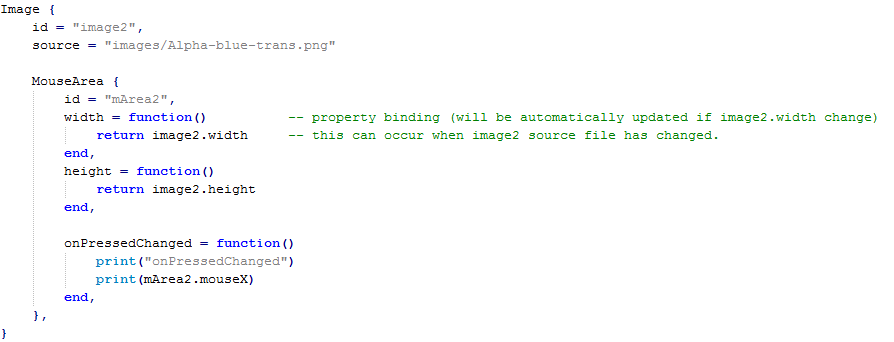 Image {
    id = "image2",
    source = "images/Alpha-blue-trans.png"

    MouseArea {
        id = "mArea2",
        width = function()          -- property binding (will be automatically updated if image2.width change)
            return image2.width     -- this can occur when image2 source file has changed.
        end,
        height = function()
            return image2.height
        end,

        onPressedChanged = function()
            print("onPressedChanged")
            print(mArea2.mouseX)
        end,
    },
}